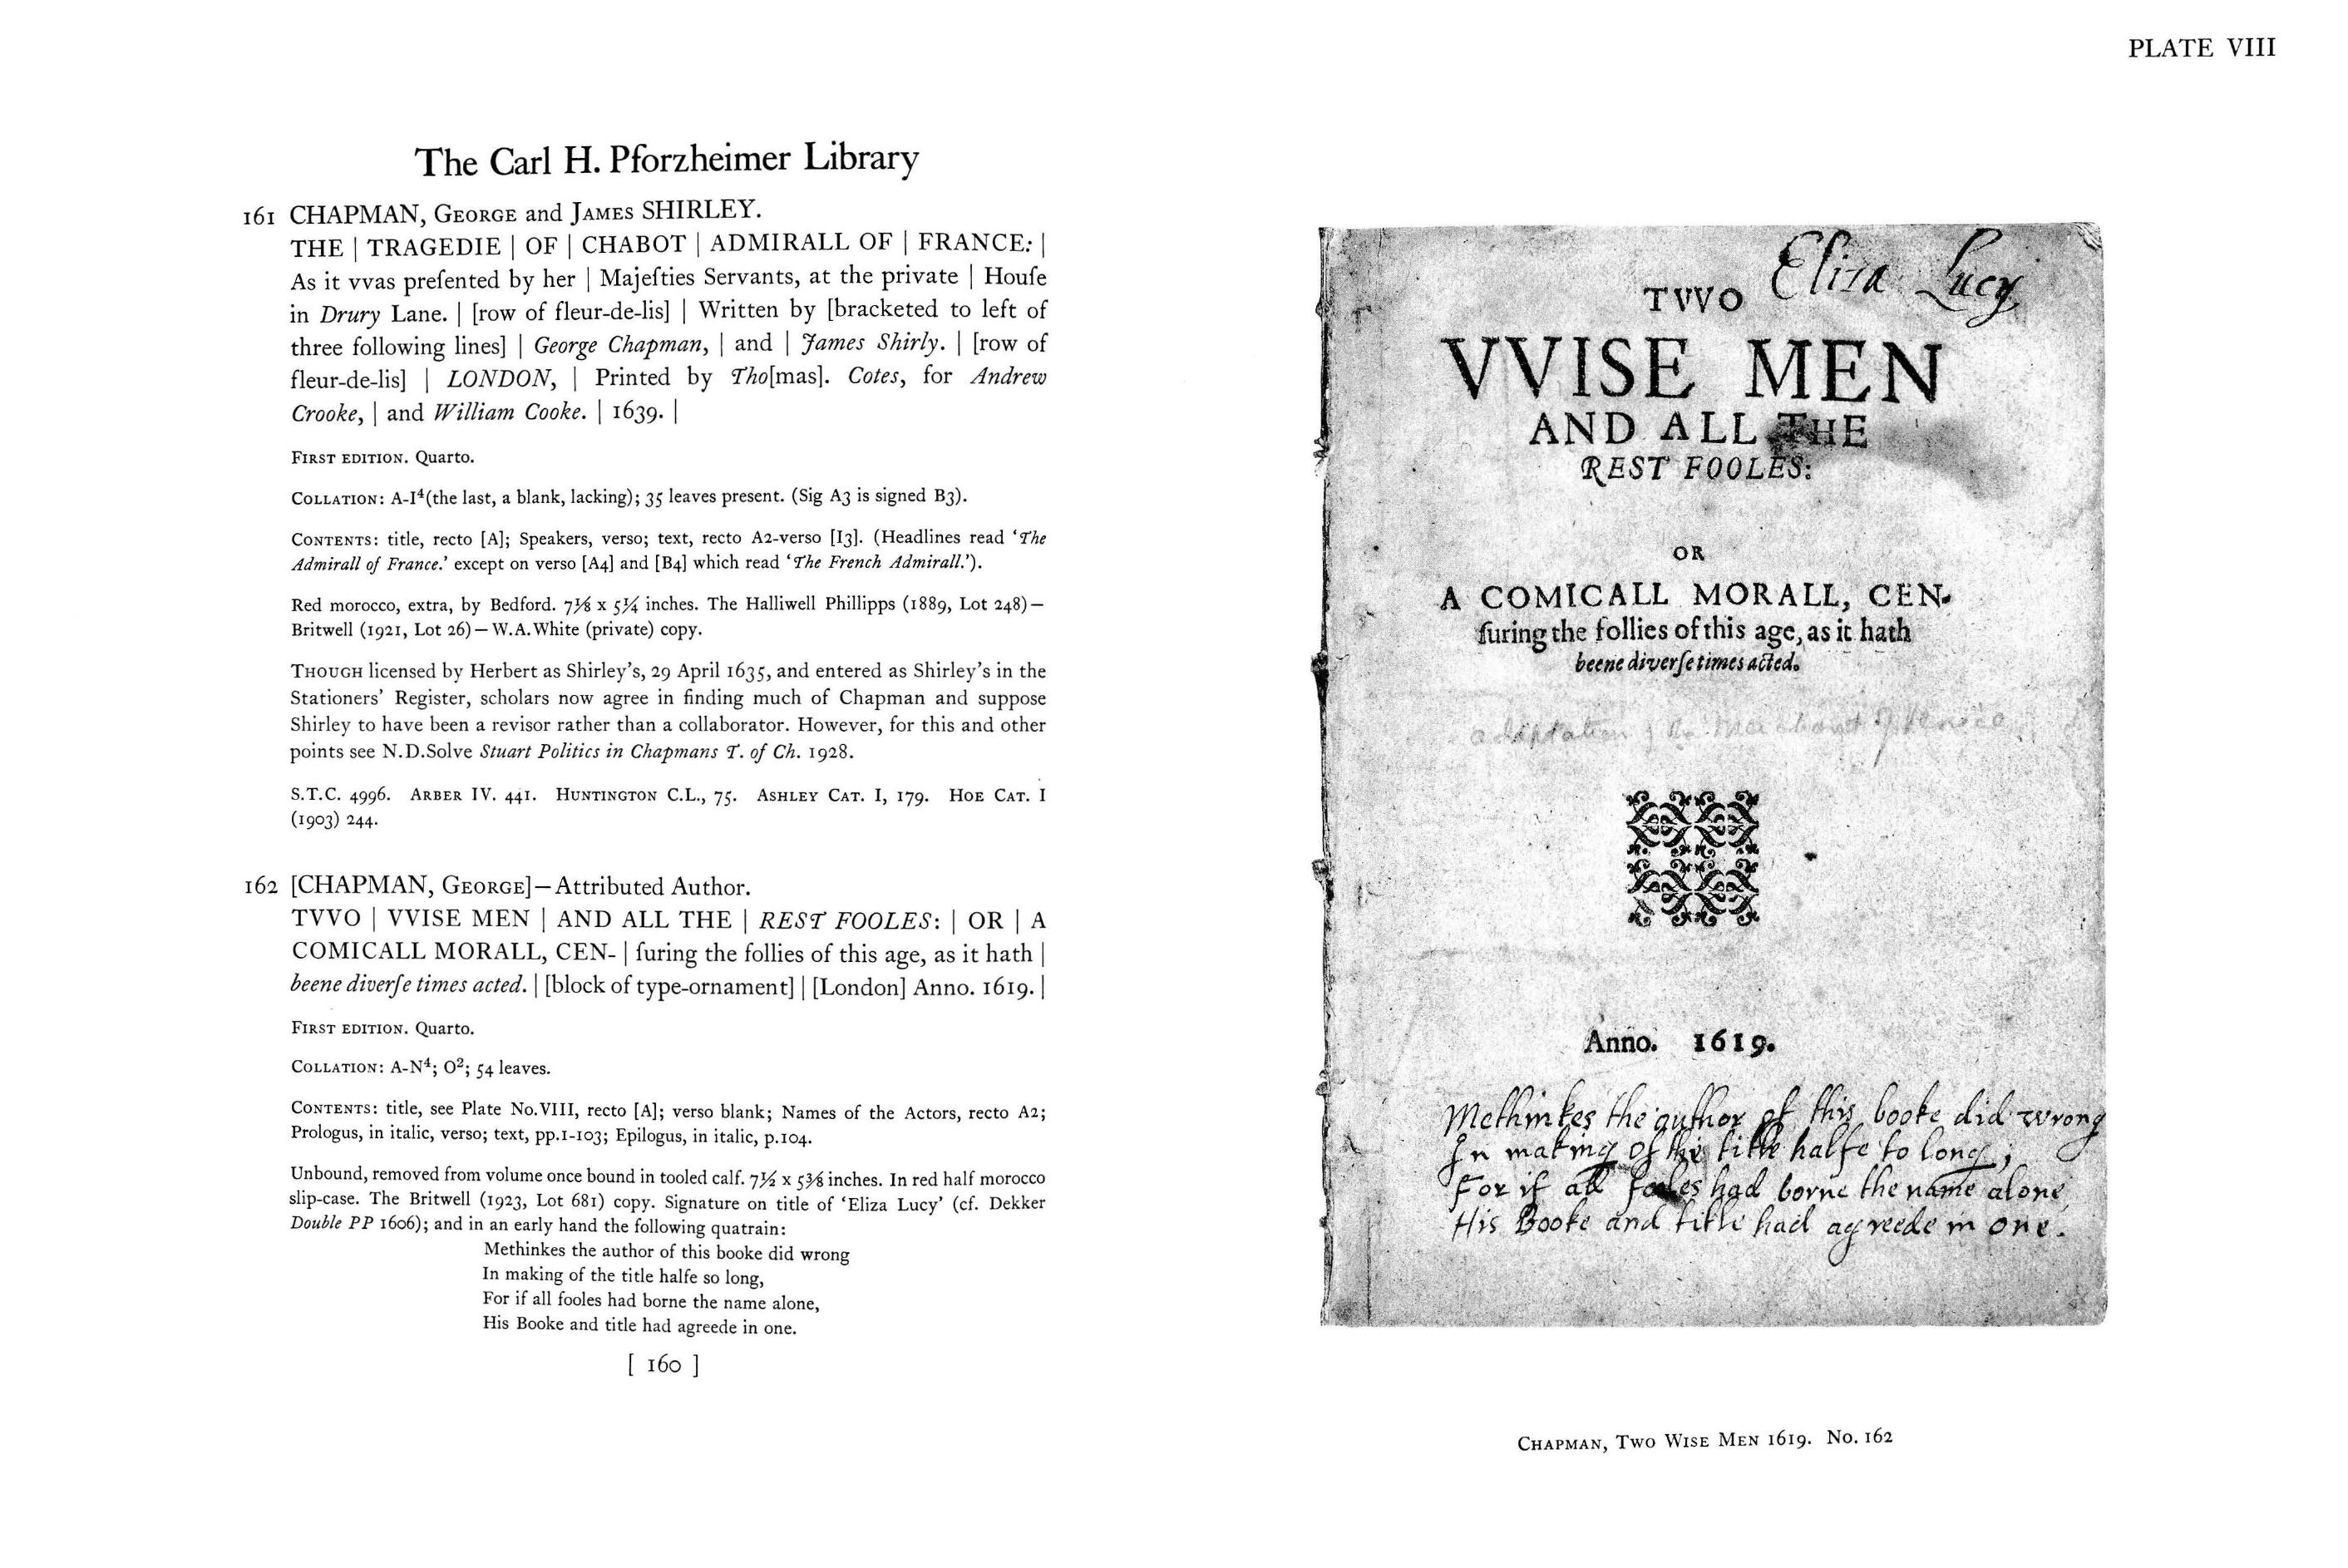 The Carl H. Pforzheimer Library
161 CHAPMAN, GEORGE and JAMES SHIRLEY.
THE | TRAGEDIE | OF | CHABOT | ADMIRALL OF | FRANCE: |
As it vvas preſented by her | Majeſties Servants, at the private | Houſe
in Drury Lane. | [row of fleur-de-lis] | Written by [bracketed to left of
three following lines] | George Chapman, | and | James Shirly. | [row of
fleur-de-lis] | LONDON, | Printed by Tho[mas]. Cotes, for Andrew
Crooke, | and William Cooke. | 1639. |
FIRST EDITION. Quarto.
COLLATION: A-I⁴(the last, a blank, lacking); 35 leaves present. (Sig A3 is signed B3).
CONTENTS: title, recto [A]; Speakers, verso; text, recto A2-verso [I3]. (Headlines read ‘The
Admirall of France.’ except on verso [A4] and [B4] which read ‘The French Admirall.’).
Red morocco, extra, by Bedford. 7⅛ x 5¼ inches. The Halliwell Phillipps (1889, Lot 248)—
Britwell (1921, Lot 26)—W.A.White (private) copy.
THOUGH licensed by Herbert as Shirley’s, 29 April 1635, and entered as Shirley’s in the
Stationers’ Register, scholars now agree in finding much of Chapman and suppose
Shirley to have been a revisor rather than a collaborator. However, for this and other
points see N.D.Solve Stuart Politics in Chapmans T. of Ch. 1928.
S.T.C. 4996. ARBER IV. 441. HUNTINGTON C.L., 75. ASHLEY CAT. I, 179. HOE CAT. I
(1903) 244.
162 [CHAPMAN, GEORGE]—Attributed Author.
TVVO | VVISE MEN | AND ALL THE | REST FOOLES: | OR | A
COMICALL MORALL, CEN- | ſuring the follies of this age, as it hath |
beene diverſe times acted. | [block of type-ornament] | [London] Anno. 1619. |
FIRST EDITION. Quarto.
COLLATION: A-N⁴; O²; 54 leaves.
CONTENTS: title, see Plate No.VIII, recto [A]; verso blank; Names of the Actors, recto A2;
Prologus, in italic, verso; text, pp.1-103; Epilogus, in italic, p.104.
Unbound, removed from volume once bound in tooled calf. 7½ x 5⅜ inches. In red half morocco
slip-case. The Britwell (1923, Lot 681) copy. Signature on title of ‘Eliza Lucy’ (cf. Dekker
Double PP 1606); and in an early hand the following quatrain:
Methinkes the author of this booke did wrong
In making of the title halfe so long,
For if all fooles had borne the name alone,
His Booke and title had agreede in one.
[ 160 ]
PLATE VIII
Eliza Lucy
TVVO
VVISE MEN
AND ALL THE
REST FOOLES:
OR
A COMICALL MORALL, CEN-
ſuring the follies of this age, as it hath
beene diverſe times acted.
adaptation of the Merchant of Venice
Anno. 1619.
Methinkes the author of this booke did wrong
In making of the title halfe to long;
For if all fooles had borne the name alone,
His Booke and title had agreede in one.
CHAPMAN, TWO WISE MEN 1619. No. 162